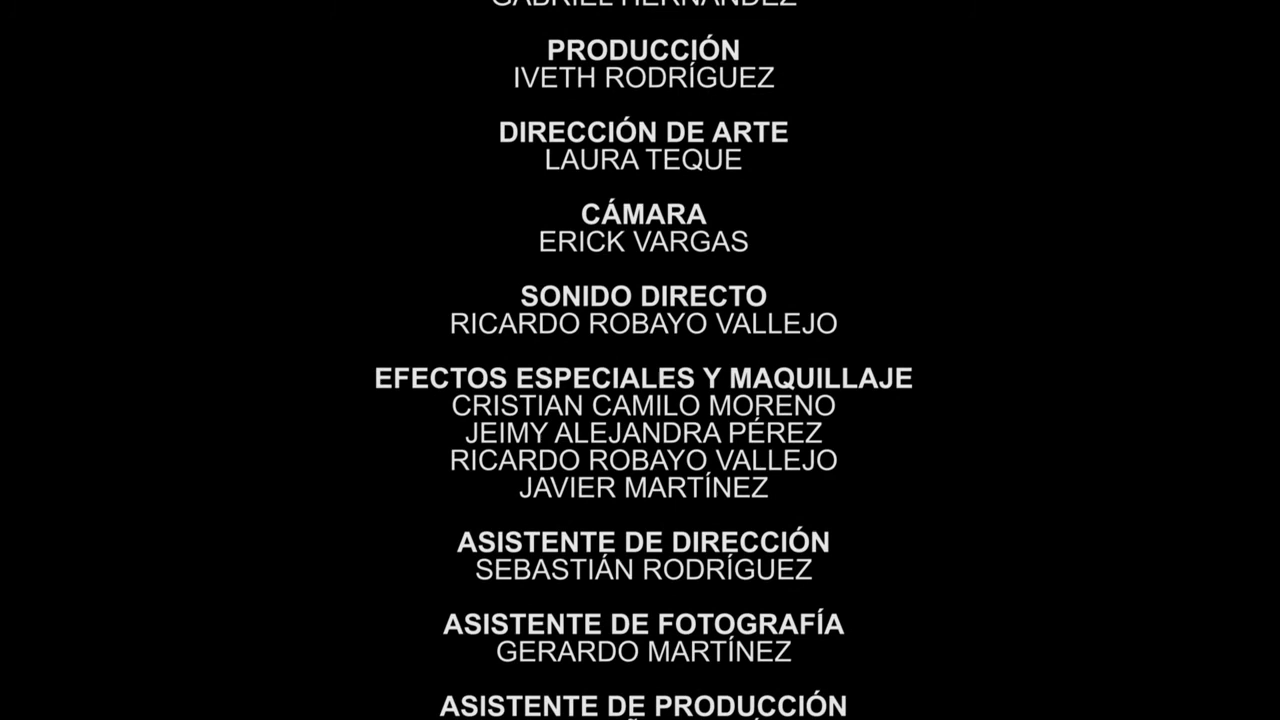 GABRIEL HERNÁNDEZ
PRODUCCIÓN
IVETH RODRÍGUEZ
DIRECCIÓN DE ARTE
LAURA TEQUE
CÁMARA
ERICK VARGAS
SONIDO DIRECTO
RICARDO ROBAYO VALLEJO
EFECTOS ESPECIALES Y MAQUILLAJE
CRISTIAN CAMILO MORENO
JEIMY ALEJANDRA PÉREZ
RICARDO ROBAYO VALLEJO
JAVIER MARTÍNEZ
ASISTENTE DE DIRECCIÓN
SEBASTIÁN RODRÍGUEZ
ASISTENTE DE FOTOGRAFÍA
GERARDO MARTÍNEZ
ASISTENTE DE PRODUCCIÓN